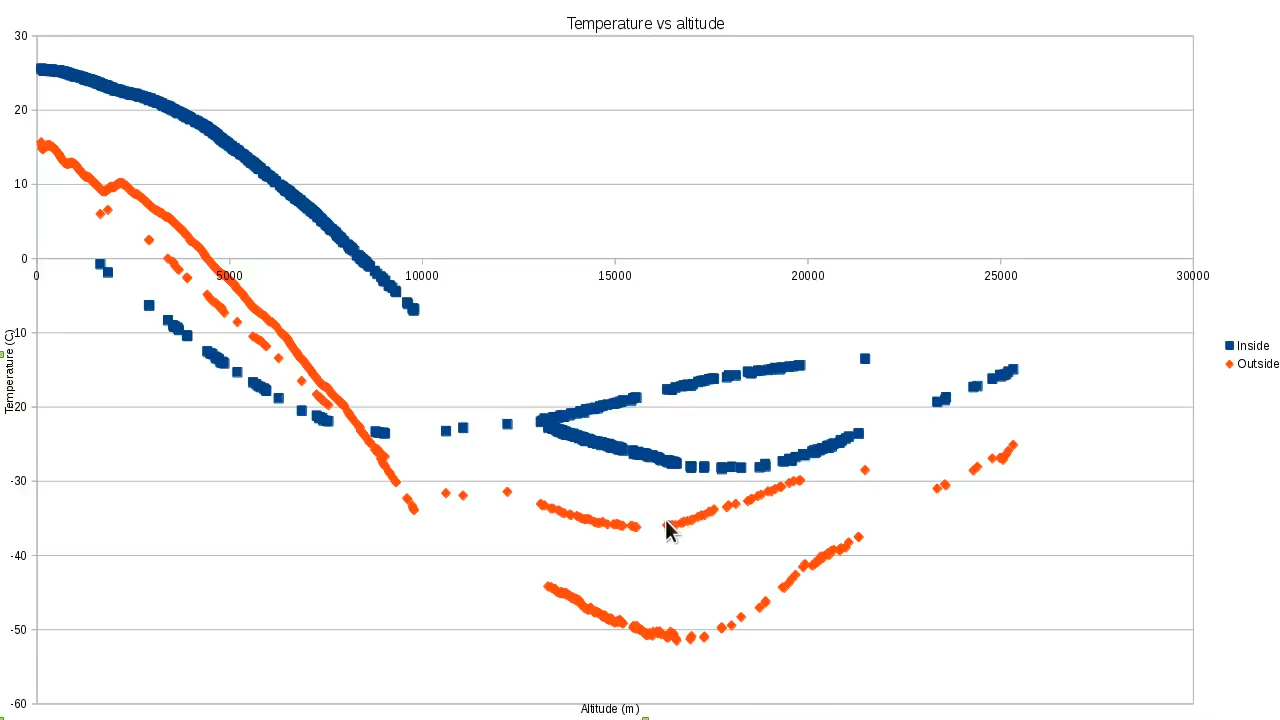 Temperature vs altitude
30
20
10
0
-10
-20
-30
-40
-50
-60
Temperature (C)
0 5000 10000 15000 20000 25000 30000
Altitude (m)
Inside
Outside